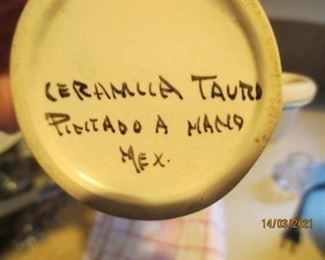 CERAMICA TAURO
PINTADO A MANO
MEX.
14/03/2021